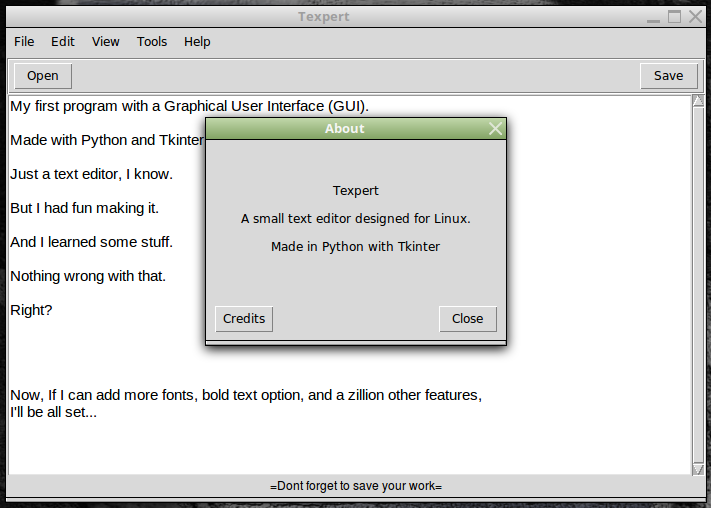 Texpert
File Edit View Tools Help
Open Save
My first program with a Graphical User Interface (GUI).
Made with Python and Tkinter
Just a text editor, I know.
But I had fun making it.
And I learned some stuff.
Nothing wrong with that.
Right?
Now, If I can add more fonts, bold text option, and a zillion other features,
I'll be all set...
About
Texpert
A small text editor designed for Linux.
Made in Python with Tkinter
Credits Close
=Dont forget to save your work=